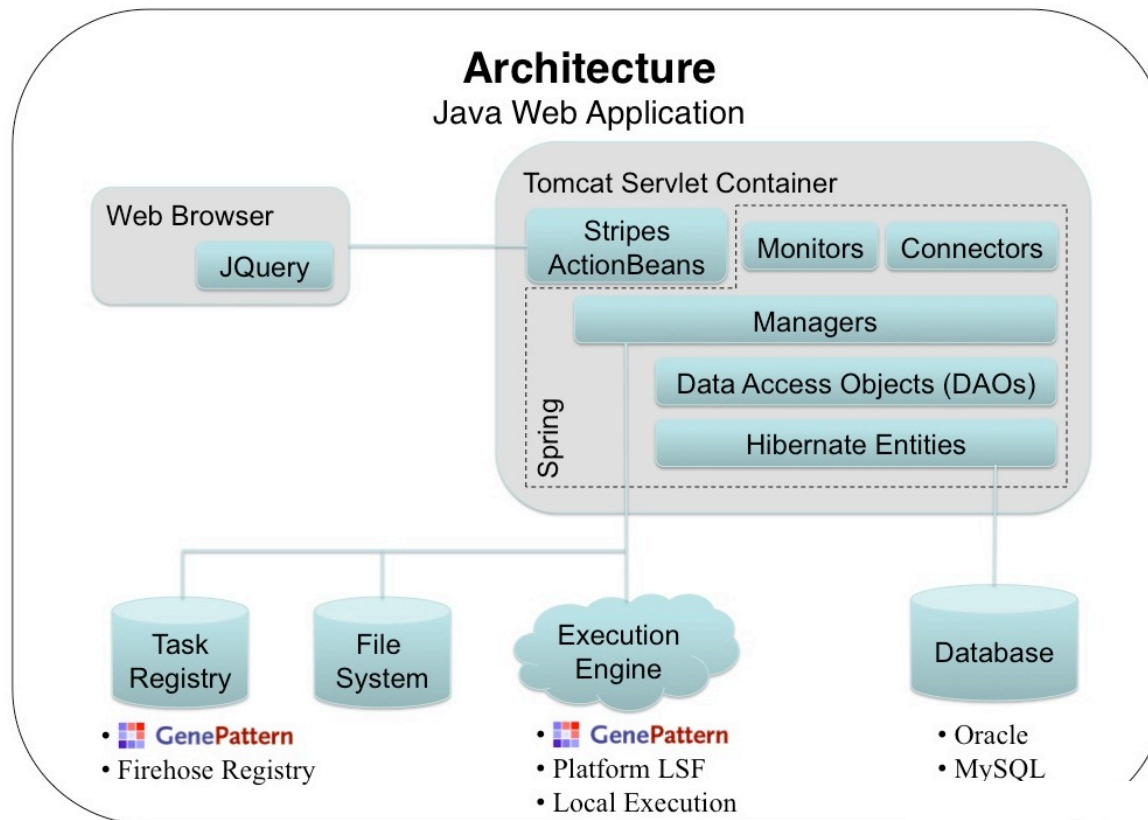 Architecture
Java Web Application
Tomcat Servlet Container
Web Browser
JQuery
Stripes
ActionBeans
Monitors
Connectors
Managers
Data Access Objects (DAOs)
Hibernate Entities
Spring
Task
Registry
File
System
Execution
Engine
Database
• GenePattern
• Firehose Registry
• GenePattern
• Platform LSF
• Local Execution
• Oracle
• MySQL